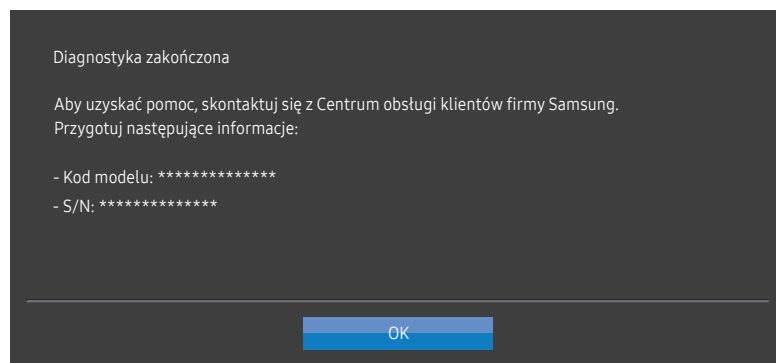 Diagnostyka zakończona
Aby uzyskać pomoc, skontaktuj się z Centrum obsługi klientów firmy Samsung.
Przygotuj następujące informacje:
- Kod modelu: **************
- S/N: **************
OK